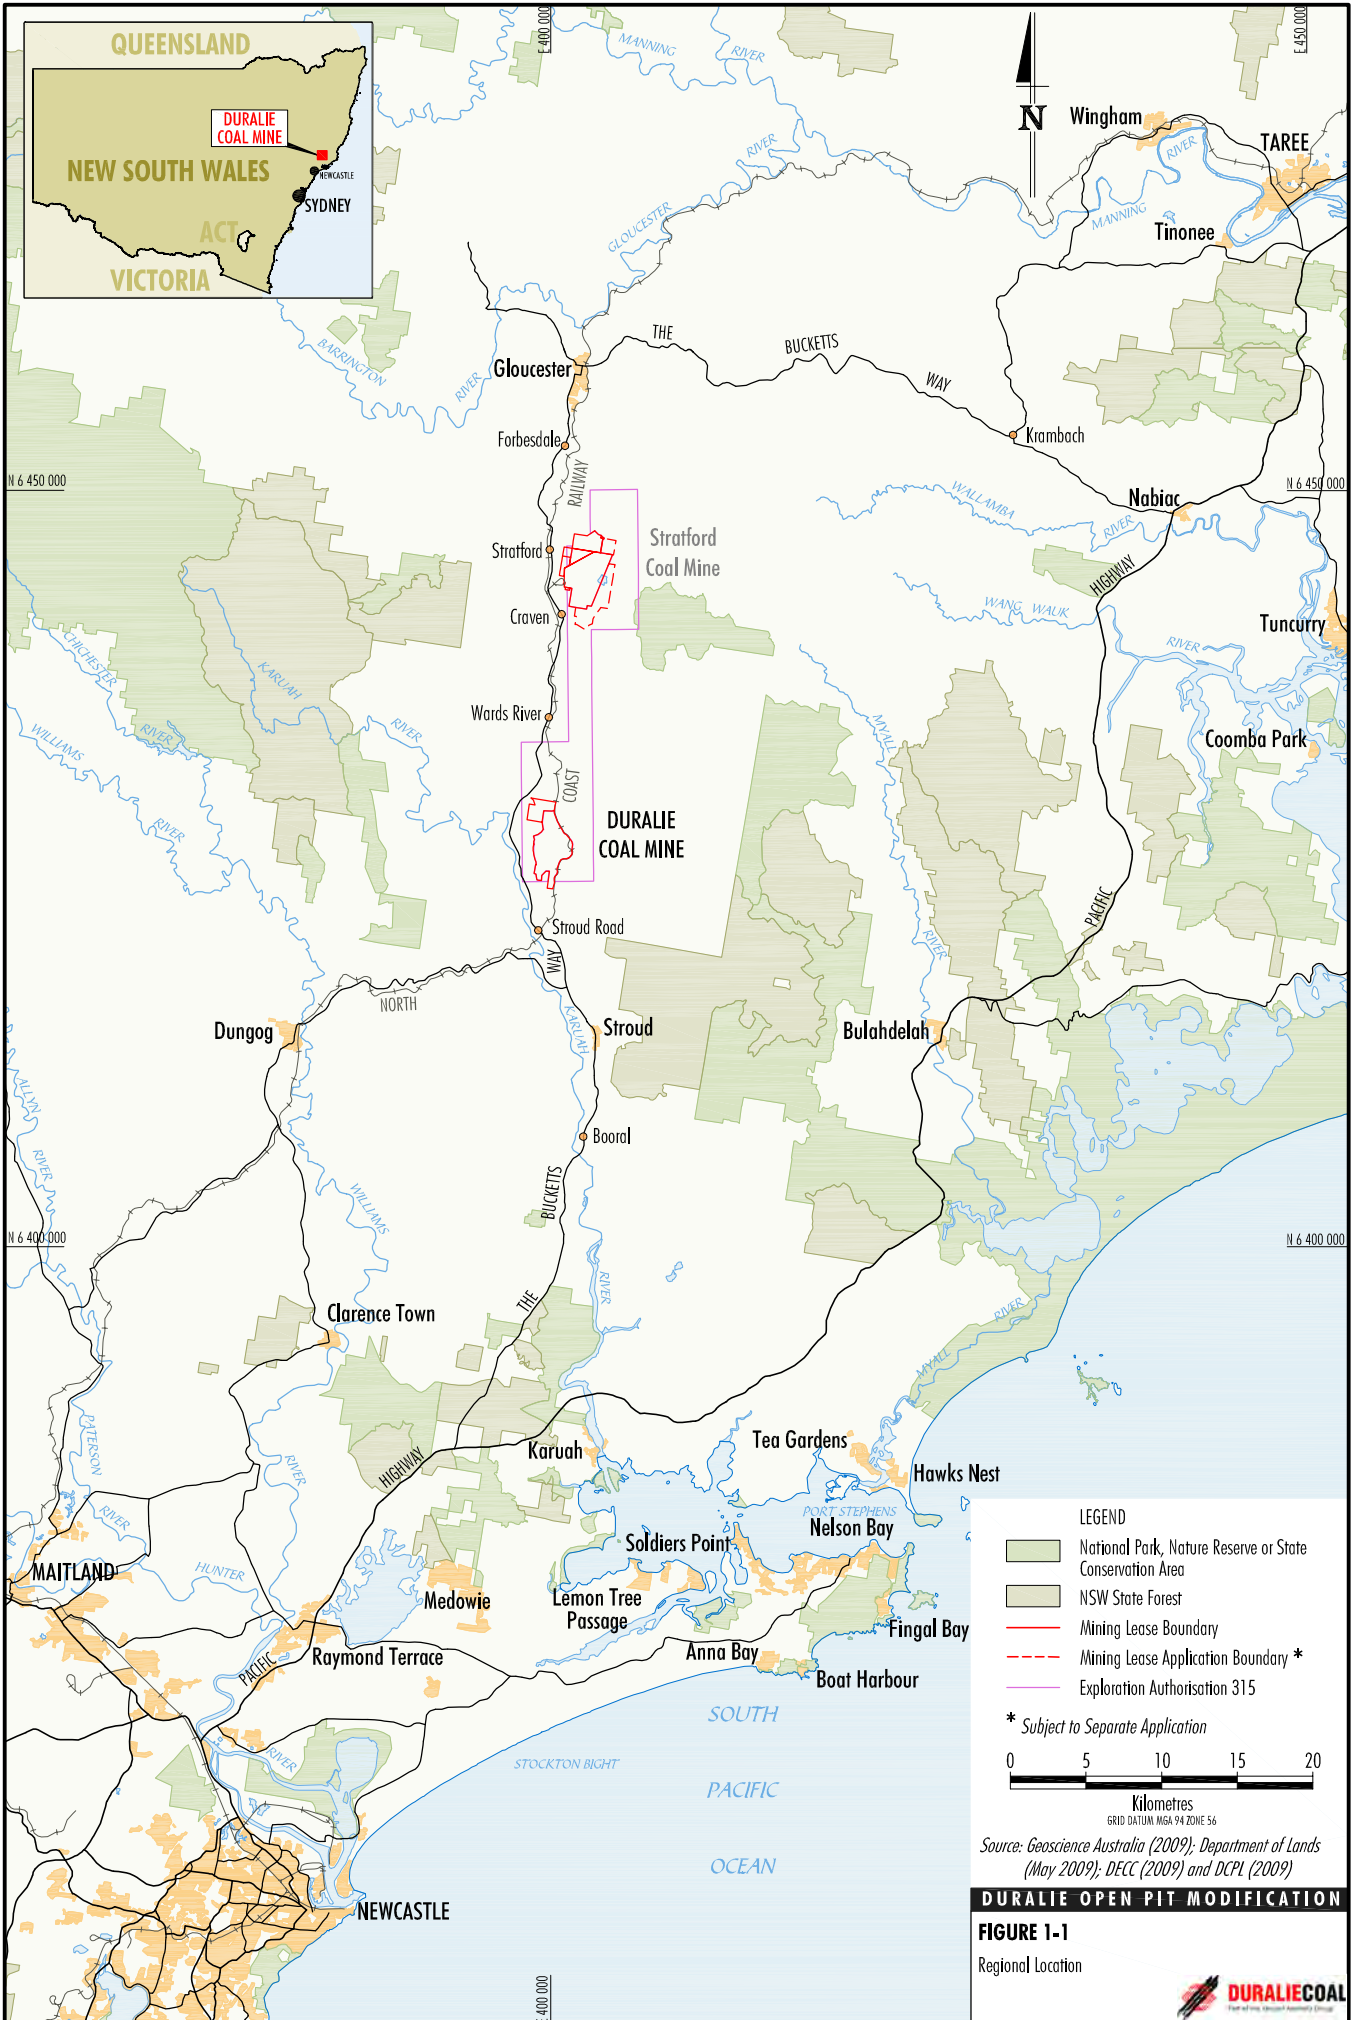 QUEENSLAND
DURALIE
COAL MINE
NEW SOUTH WALES
NEWCASTLE
SYDNEY
ACT
VICTORIA
E 400 000
E 450 000
MANNING
RIVER
N
Wingham
TAREE
RIVER
RIVER
MANNING
GLOUCESTER
Tinonee
THE
BUCKETTS
WAY
BARRINGTON
RIVER
Gloucester
Krambach
Forbesdale
RAILWAY
N 6 450 000
N 6 450 000
WALLAMBA
RIVER
Nabiac
Stratford
Stratford
Coal Mine
HIGHWAY
Craven
WANG WAUK
RIVER
Tuncurry
CHICHESTER
RIVER
KARUAH
RIVER
Wards River
MYALL
RIVER
WILLIAMS
RIVER
Coomba Park
COAST
DURALIE
COAL MINE
PACIFIC
Stroud Road
WAY
NORTH
Dungog
KARUAH
Stroud
Bulahdelah
ALLYN
RIVER
Booral
BUCKETTS
WILLIAMS
N 6 400 000
N 6 400 000
THE
RIVER
RIVER
MYALL
Clarence Town
PATERSON
RIVER
RIVER
HIGHWAY
Karuah
Tea Gardens
Hawks Nest
PORT STEPHENS
Nelson Bay
Soldiers Point
MAITLAND
HUNTER
Medowie
Lemon Tree
Passage
Fingal Bay
PACIFIC
Raymond Terrace
Anna Bay
Boat Harbour
RIVER
STOCKTON BIGHT
SOUTH
PACIFIC
OCEAN
NEWCASTLE
E 400 000
LEGEND
National Park, Nature Reserve or State
Conservation Area
NSW State Forest
Mining Lease Boundary
Mining Lease Application Boundary *
Exploration Authorisation 315
* Subject to Separate Application
0 5 10 15 20
Kilometres
GRID DATUM MGA 94 ZONE 56
Source: Geoscience Australia (2009); Department of Lands
(May 2009); DECC (2009) and DCPL (2009)
DURALIE OPEN PIT MODIFICATION
FIGURE 1-1
Regional Location
DURALIECOAL